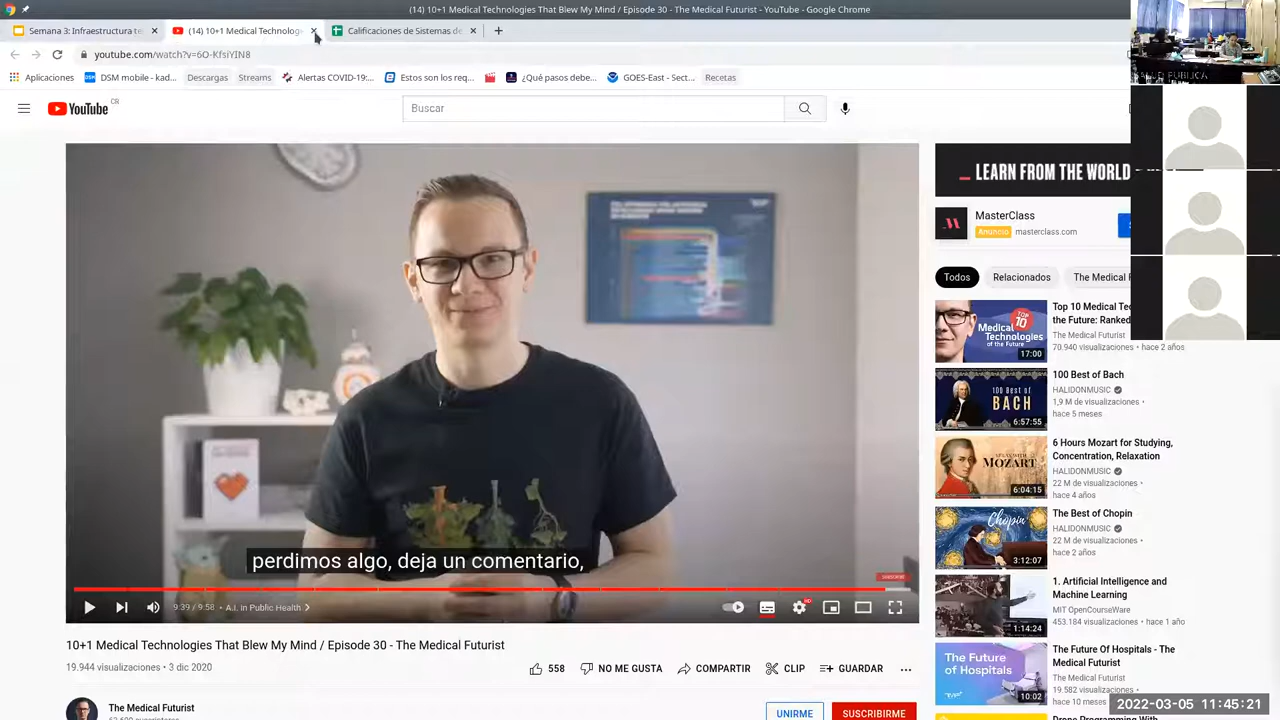 (14) 10+1 Medical Technologies That Blew My Mind / Episode 30 - The Medical Futurist - YouTube - Google Chrome
Semana 3: Infraestructura te
(14) 10+1 Medical Technologie
Calificaciones de Sistemas de
youtube.com/watch?v=6O-KfsiYIN8
Aplicaciones
DSM mobile - kad...
Descargas
Streams
Alertas COVID-19:...
Estos son los req...
¿Qué pasos debe...
GOES-East - Sect...
Recetas
SALUD PUBLICA
YouTube CR
Buscar
LEARN FROM THE WORLD
MasterClass
Anuncio masterclass.com
Todos
Relacionados
The Medical F
Top 10 Medical Tec
the Future: Ranked
The Medical Futurist
70.940 visualizaciones • hace 2 años
TOP
10
Medical
Technologies
of the Future
17:00
100 Best of Bach
HALIDONMUSIC
1,9 M de visualizaciones •
hace 5 meses
100 BEST OF
BACH
6:57:55
6 Hours Mozart for Studying,
Concentration, Relaxation
HALIDONMUSIC
22 M de visualizaciones •
hace 4 años
MOZART
6:04:15
The Best of Chopin
HALIDONMUSIC
22 M de visualizaciones •
hace 2 años
Chopin
3:12:07
1. Artificial Intelligence and
Machine Learning
MIT OpenCourseWare
453.184 visualizaciones • hace 1 año
1:14:24
The Future Of Hospitals - The
Medical Futurist
The Medical Futurist
19.582 visualizaciones •
hace 10 meses
The Future
of Hospitals
10:02
Drone Programming With
perdimos algo, deja un comentario,
SUBSCRIBE
9:39 / 9:58 • A.I. in Public Health
HD
10+1 Medical Technologies That Blew My Mind / Episode 30 - The Medical Futurist
19.944 visualizaciones • 3 dic 2020
558
NO ME GUSTA
COMPARTIR
CLIP
GUARDAR
The Medical Futurist
UNIRME
SUSCRIBIRME
2022-03-05 11:45:21